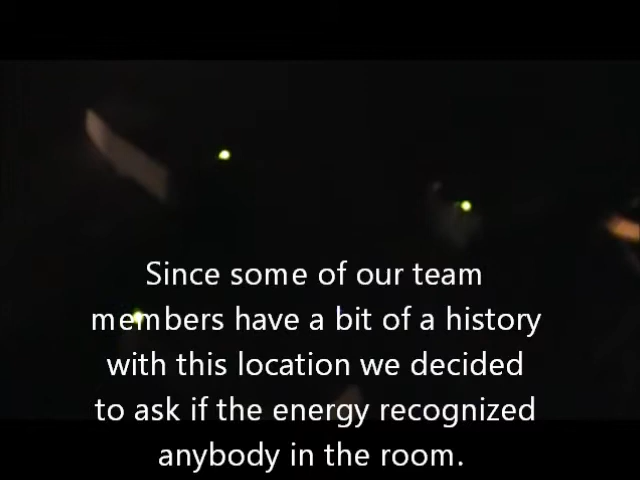 Since some of our team
members have a bit of a history
with this location we decided
to ask if the energy recognized
anybody in the room.